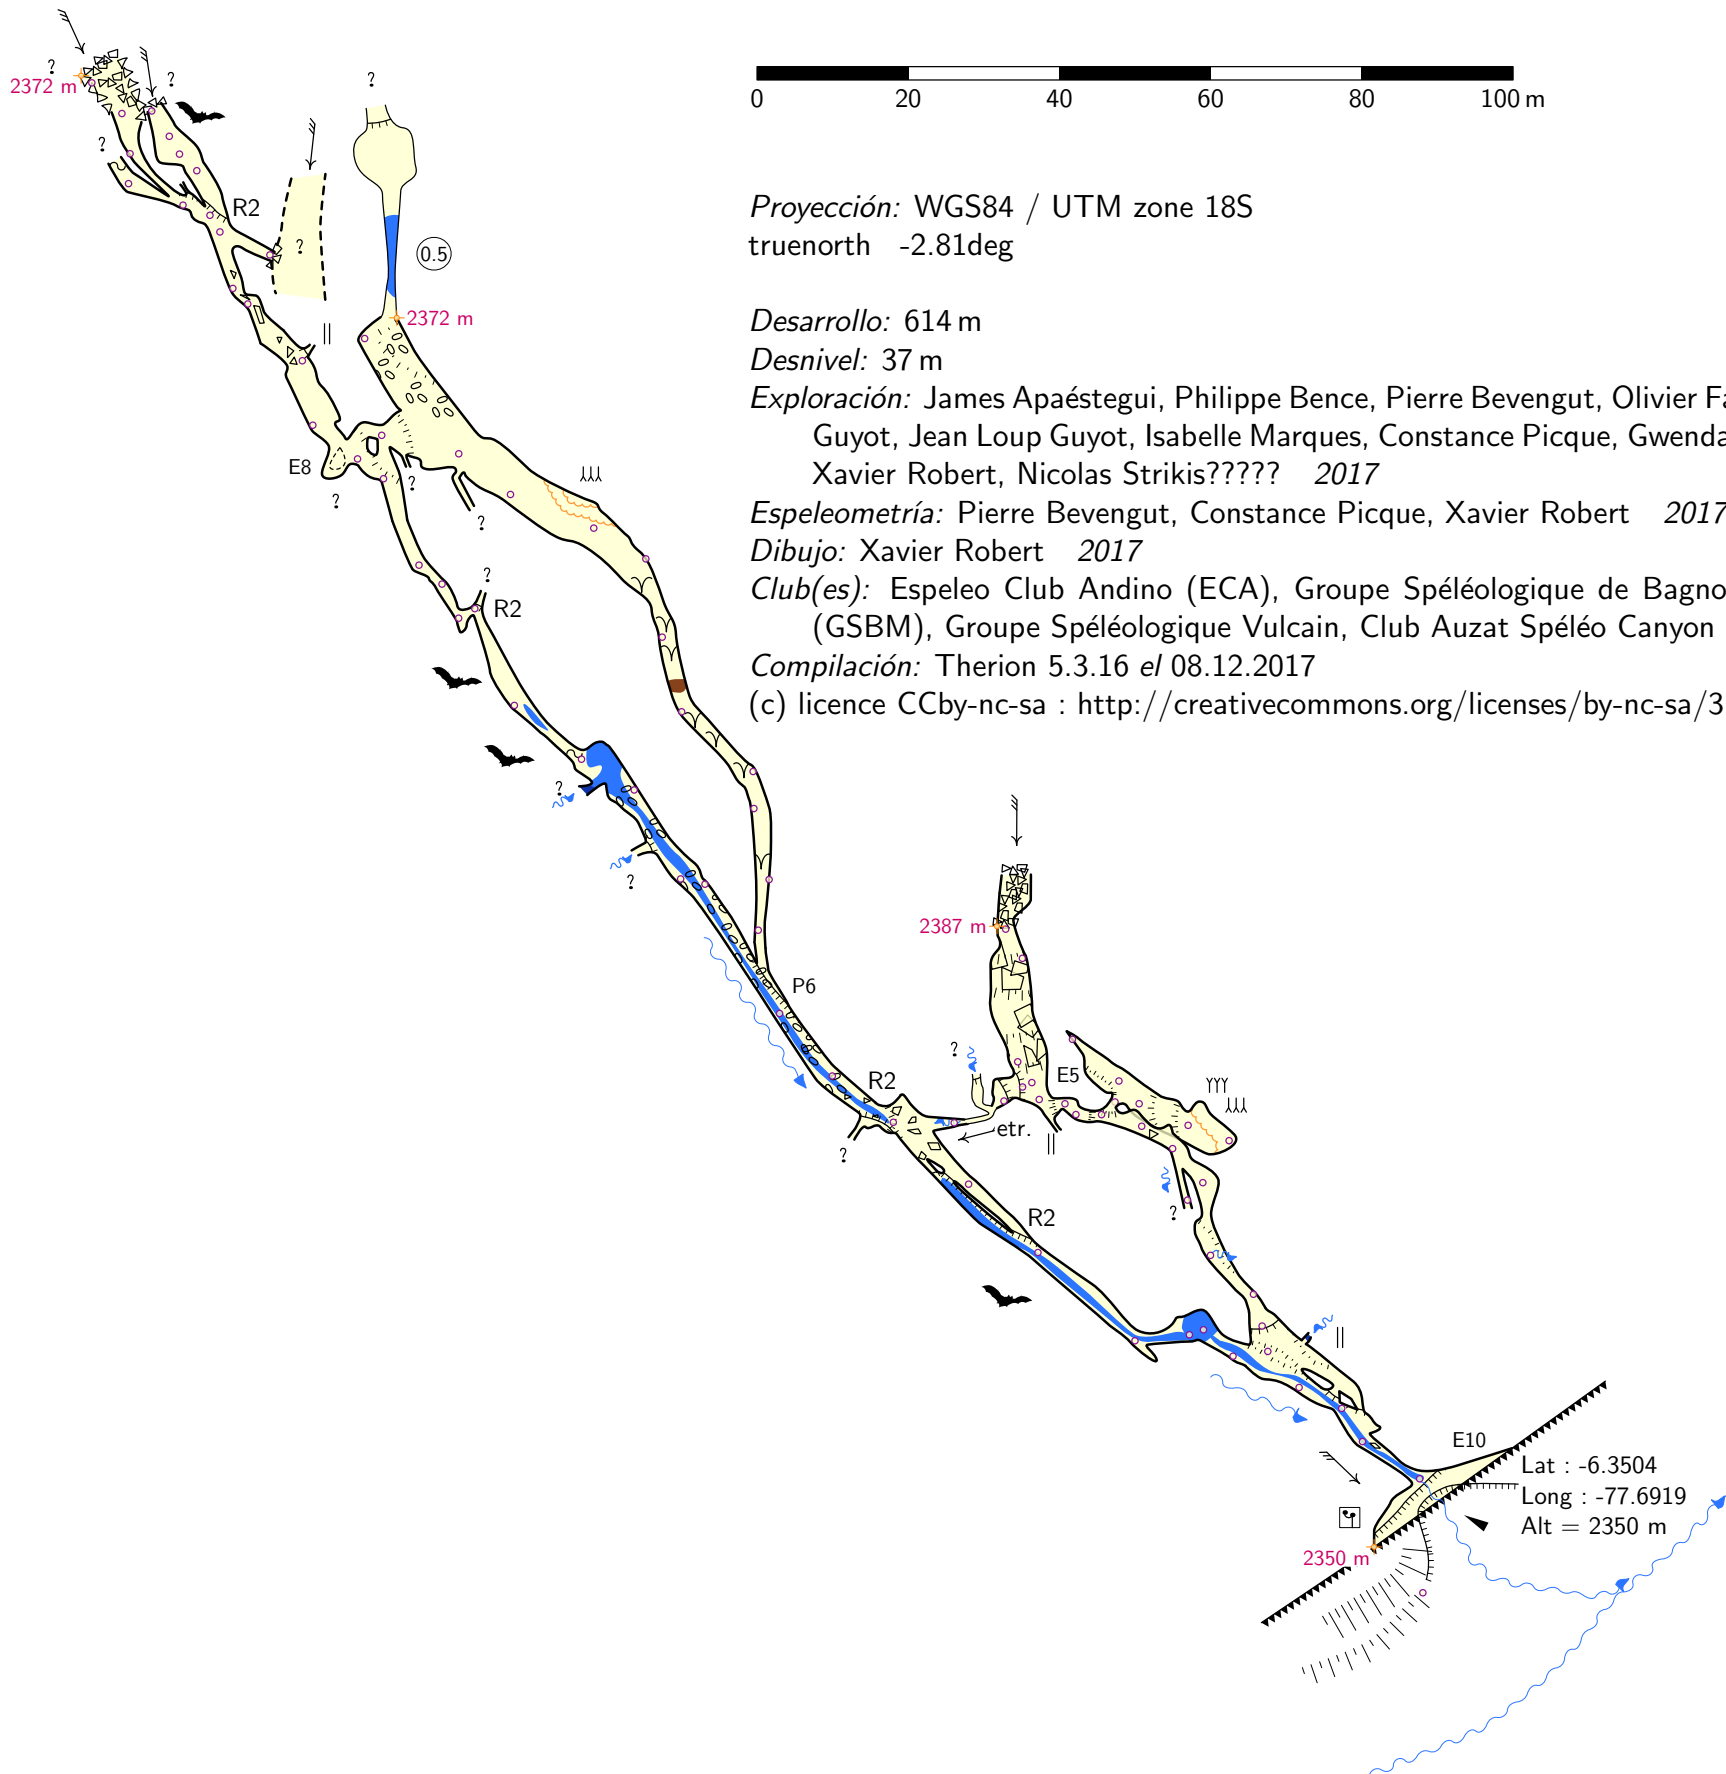 0 20 40 60 80 100 m
Proyección: WGS84 / UTM zone 18S
truenorth -2.81deg
Desarrollo: 614 m
Desnivel: 37 m
Exploración: James Apaéstegui, Philippe Bence, Pierre Bevengut, Olivier Fa
Guyot, Jean Loup Guyot, Isabelle Marques, Constance Picque, Gwenda
Xavier Robert, Nicolas Strikis????? 2017
Espeleometría: Pierre Bevengut, Constance Picque, Xavier Robert 2017
Dibujo: Xavier Robert 2017
Club(es): Espeleo Club Andino (ECA), Groupe Spéléologique de Bagno
(GSBM), Groupe Spéléologique Vulcain, Club Auzat Spéléo Canyon
Compilación: Therion 5.3.16 el 08.12.2017
(c) licence CCby-nc-sa : http://creativecommons.org/licenses/by-nc-sa/3
?
2372 m
?
?
?
R2
?
0.5
2372 m
E8
?
?
?
?
R2
?
?
P6
2387 m
?
E5
R2
etr.
?
?
R2
E10
Lat : -6.3504
Long : -77.6919
Alt = 2350 m
2350 m